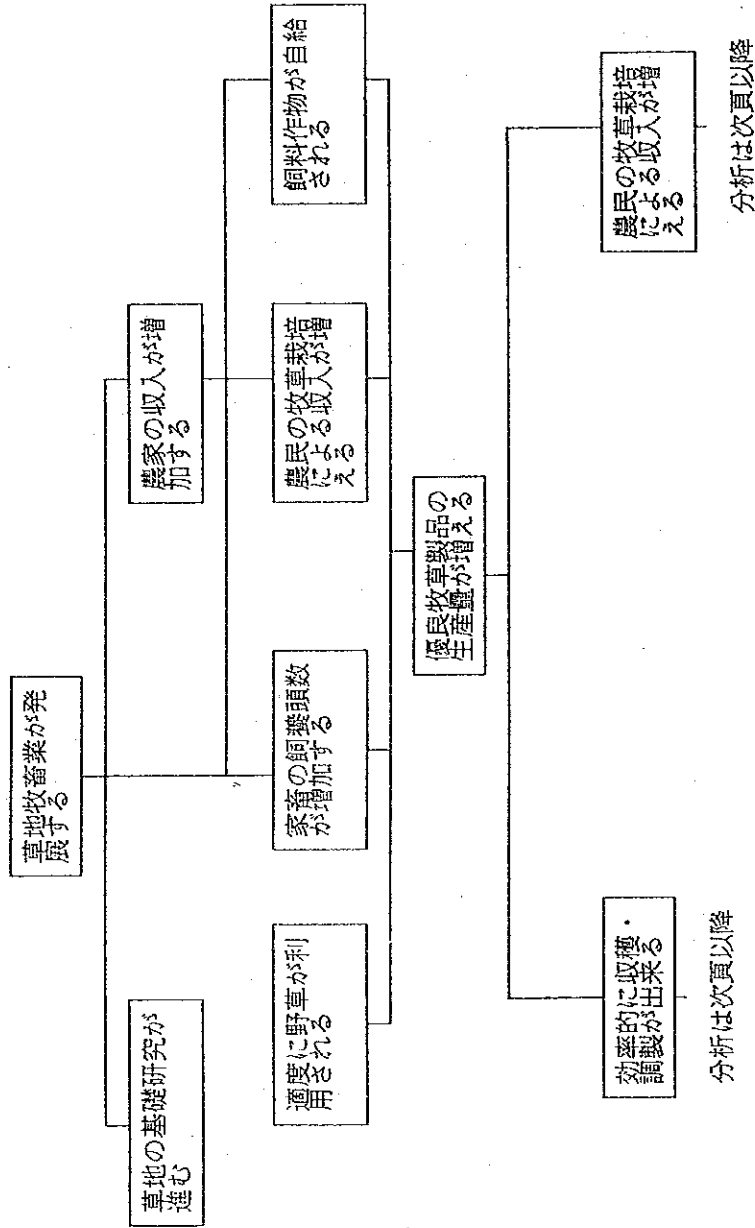 草地牧畜業が発
展する
草地の基礎研究が
進む
農家の収入が増
加する
適度に野草が利
用される
家畜の飼養頭数
が増加する
農民の牧草栽培
による収入が増
える
飼料作物が自給
される
優良牧草製品の
生産量が増える
効率的に収穫・
調製が出来る
農民の牧草栽培
による収入が増
える
分析は次頁以降
分析は次頁以降